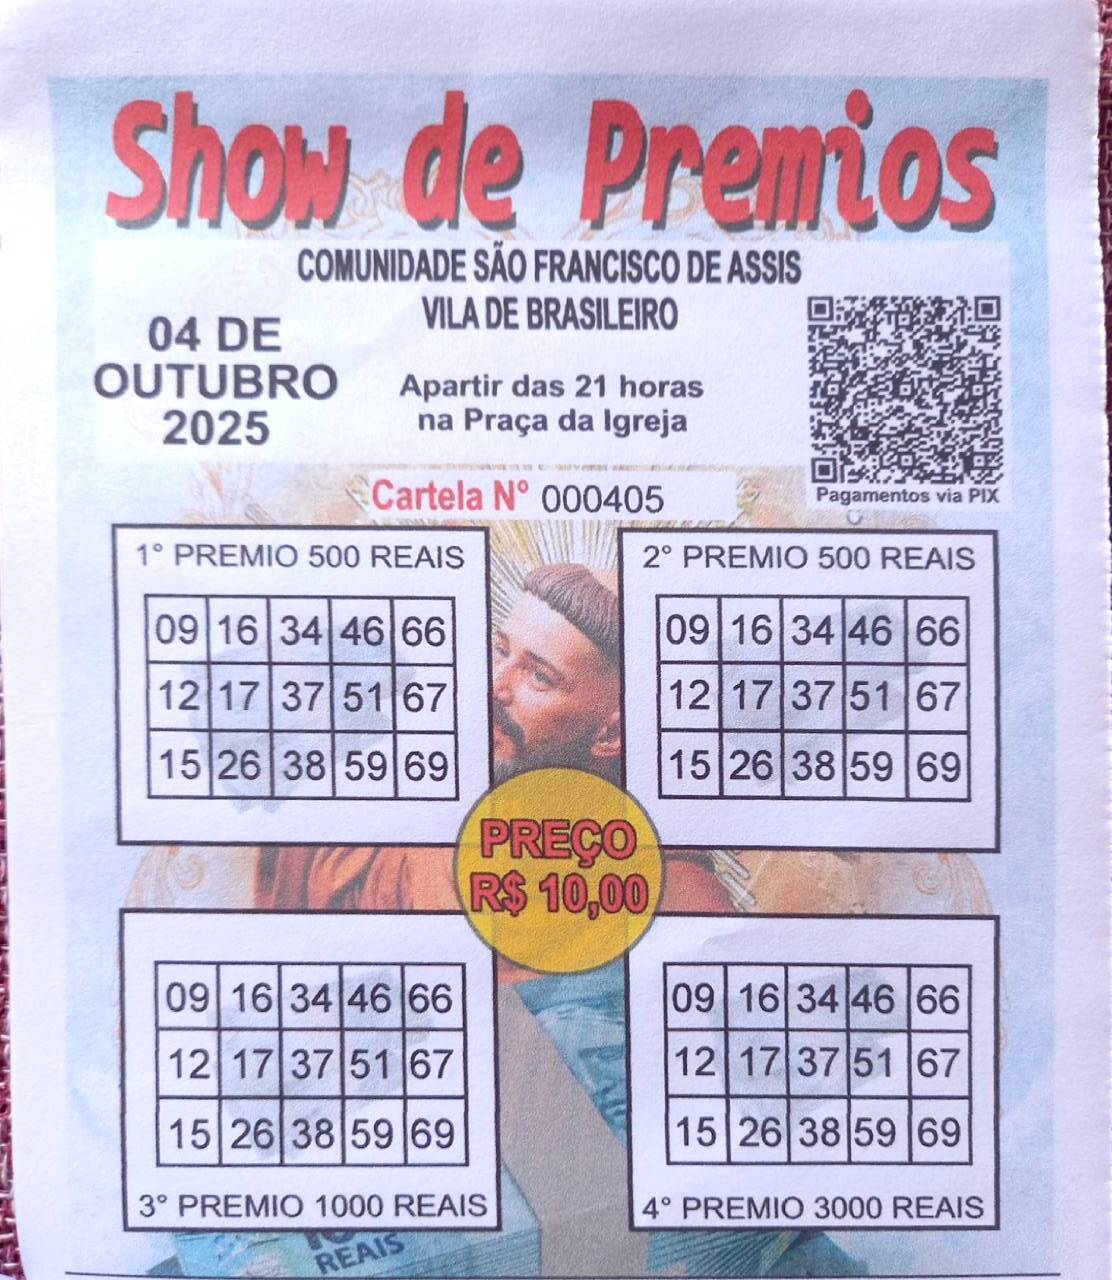 Show de Premios
COMUNIDADE SÃO FRANCISCO DE ASSIS
VILA DE BRASILEIRO
04 DE
OUTUBRO
2025
Apartir das 21 horas
na Praça da Igreja
Pagamentos via PIX
Cartela N° 000405
1° PREMIO 500 REAIS
09 16 34 46 66
12 17 37 51 67
15 26 38 59 69
2° PREMIO 500 REAIS
09 16 34 46 66
12 17 37 51 67
15 26 38 59 69
PREÇO
R$ 10,00
09 16 34 46 66
12 17 37 51 67
15 26 38 59 69
3° PREMIO 1000 REAIS
09 16 34 46 66
12 17 37 51 67
15 26 38 59 69
4° PREMIO 3000 REAIS
REAIS